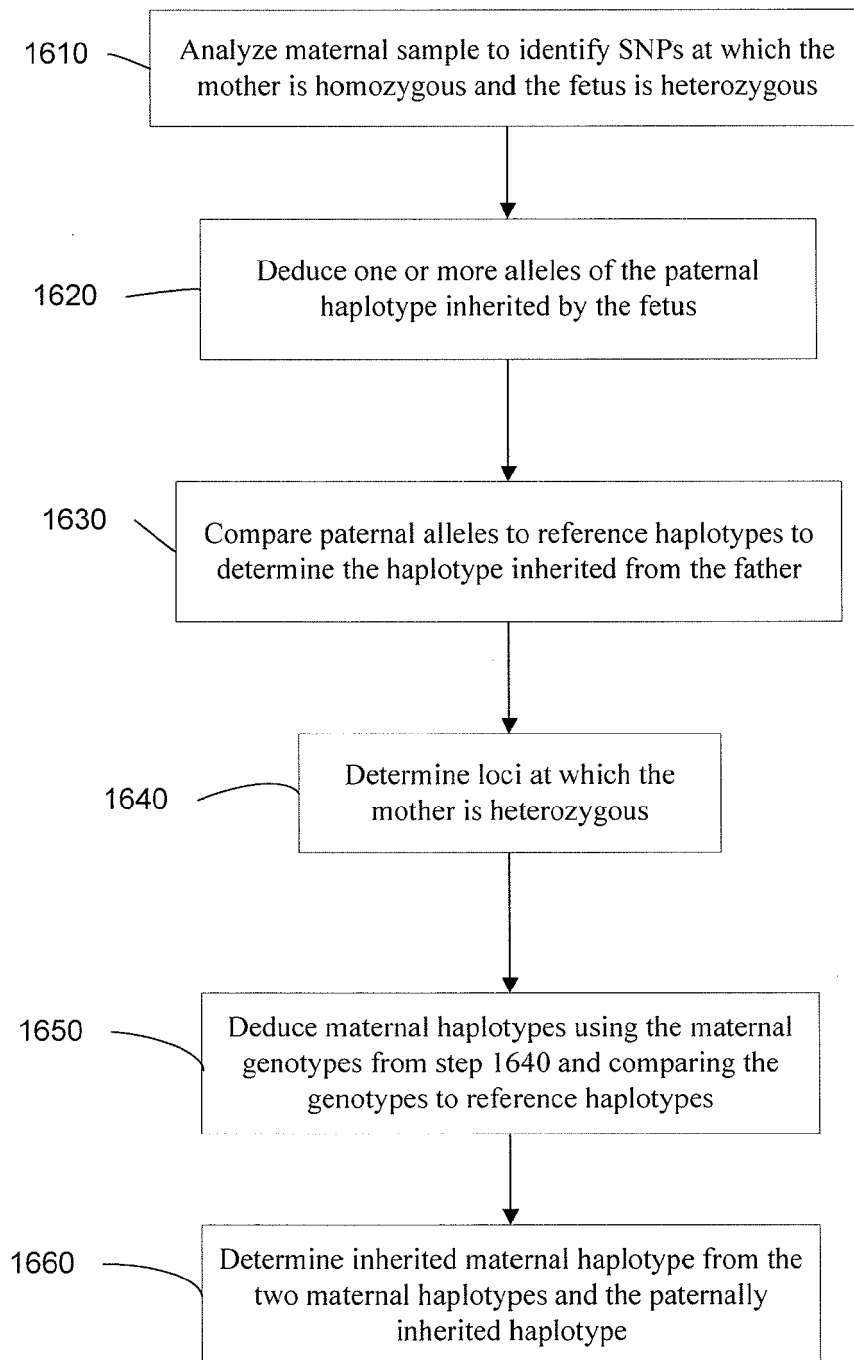 1610
Analyze maternal sample to identify SNPs at which the
mother is homozygous and the fetus is heterozygous
1620
Deduce one or more alleles of the paternal
haplotype inherited by the fetus
1630
Compare paternal alleles to reference haplotypes to
determine the haplotype inherited from the father
1640
Determine loci at which the
mother is heterozygous
1650
Deduce maternal haplotypes using the maternal
genotypes from step 1640 and comparing the
genotypes to reference haplotypes
1660
Determine inherited maternal haplotype from the
two maternal haplotypes and the paternally
inherited haplotype